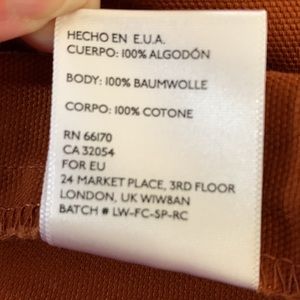 HECHO EN E.U.A.
CUERPO: 100% ALGODÓN
BODY: 100% BAUMWOLLE
CORPO: 100% COTONE
RN 66170
CA 32054
FOR EU
24 MARKET PLACE, 3RD FLOOR
LONDON, UK W1W8AN
BATCH # LW-FC-SP-RC